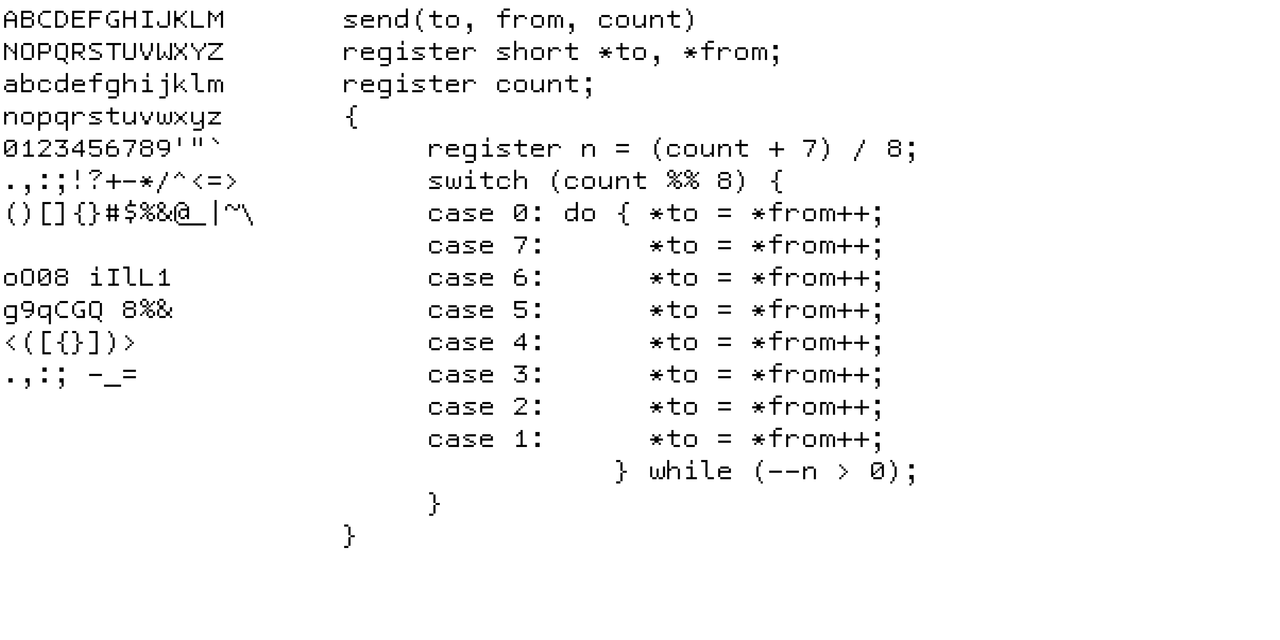 ABCDEFGHIJKLM
NOPQRSTUVWXYZ
abcdefghijklm
nopqrstuvwxyz
0123456789'"`
.,:;!?+-*/^<=>
()[]{}#$%&@_|~\
oO08 iIlL1
g9qCGQ 8%&
<([{}])>
.,:; -_=
send(to, from, count)
register short *to, *from;
register count;
{
     register n = (count + 7) / 8;
     switch (count %% 8) {
     case 0: do { *to = *from++;
     case 7:      *to = *from++;
     case 6:      *to = *from++;
     case 5:      *to = *from++;
     case 4:      *to = *from++;
     case 3:      *to = *from++;
     case 2:      *to = *from++;
     case 1:      *to = *from++;
                } while (--n > 0);
     }
}